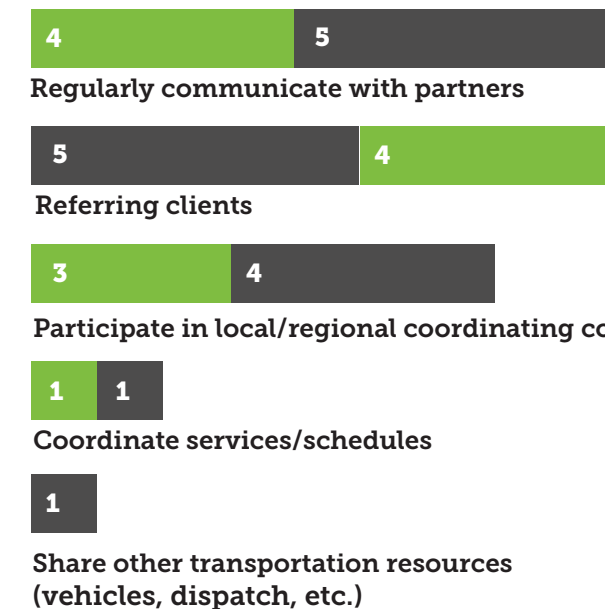 4 5
Regularly communicate with partners
5 4
Referring clients
3 4
Participate in local/regional coordinating
1 1
Coordinate services/schedules
1
Share other transportation resources
(vehicles, dispatch, etc.)